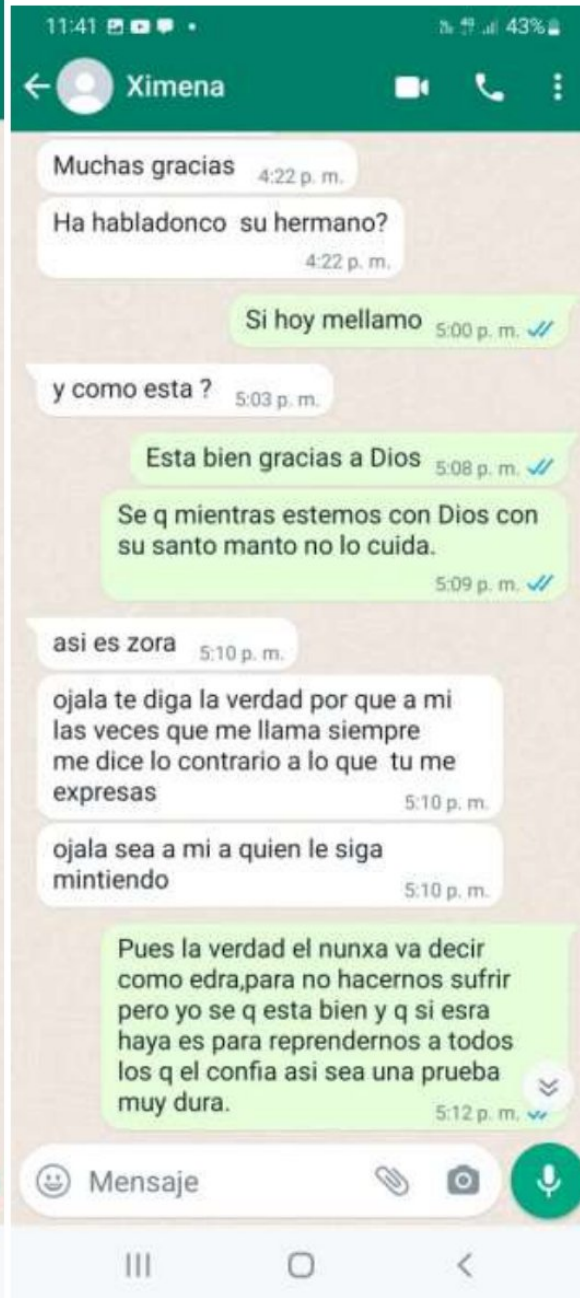 11:41 43%
Ximena
Muchas gracias 4:22 p. m.
Ha habladonco su hermano?
4:22 p. m.
Si hoy mellamo 5:00 p. m.
y como esta ? 5:03 p. m.
Esta bien gracias a Dios 5:08 p. m.
Se q mientras estemos con Dios con
su santo manto no lo cuida.
5:09 p. m.
asi es zora 5:10 p. m.
ojala te diga la verdad por que a mi
las veces que me llama siempre
me dice lo contrario a lo que tu me
expresas 5:10 p. m.
ojala sea a mi a quien le siga
mintiendo 5:10 p. m.
Pues la verdad el nunxa va decir
como edra,para no hacernos sufrir
pero yo se q esta bien y q si esra
haya es para reprendernos a todos
los q el confia asi sea una prueba
muy dura. 5:12 p. m.
Mensaje